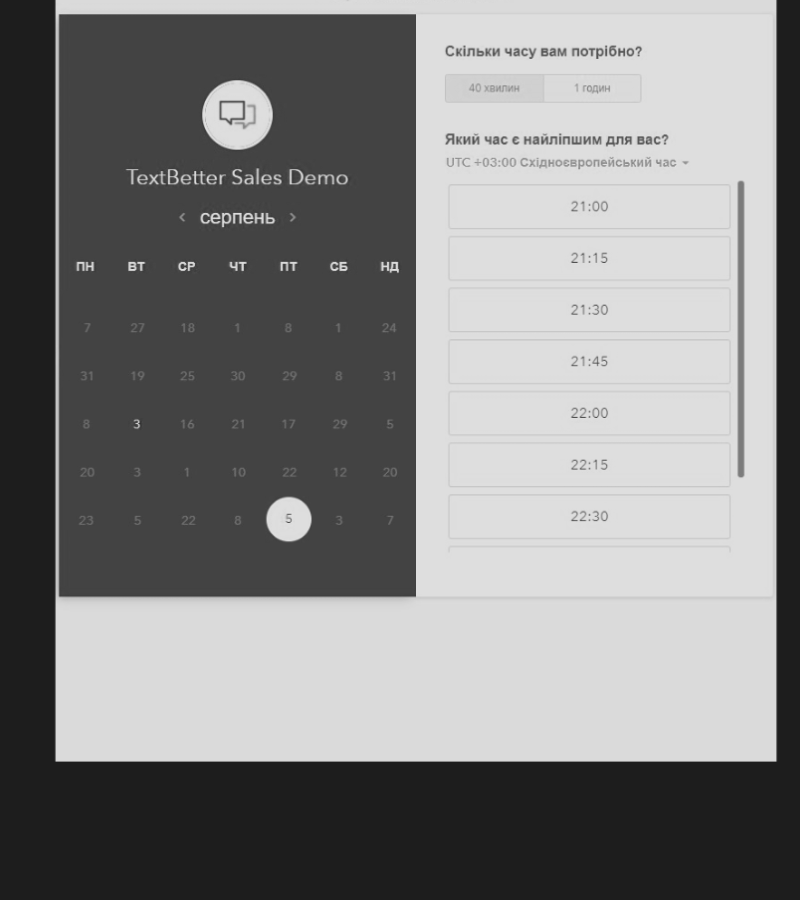 TextBetter Sales Demo
‹ серпень ›
ПН ВТ СР ЧТ ПТ СБ НД
7 27 18 1 8 1 24
31 19 25 30 29 8 31
8 3 16 21 17 29 5
20 3 1 10 22 12 20
23 5 22 8 5 3 7
Скільки часу вам потрібно?
40 хвилин 1 годин
Який час є найліпшим для вас?
UTC +03:00 Східноєвропейський час
21:00
21:15
21:30
21:45
22:00
22:15
22:30